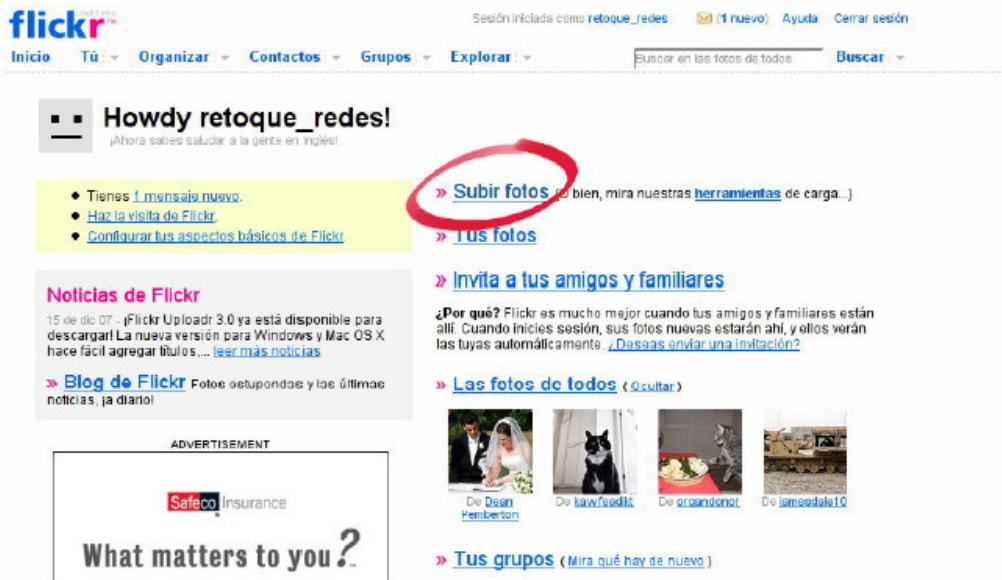 flickr
Sesión iniciada como retoque_redes (1 nuevo) Ayuda Cerrar sesión
Inicio Tú Organizar Contactos Grupos Explorar Buscar en las fotos de todos Buscar
Howdy retoque_redes!
¡Ahora sabes saludar a la gente en inglés!
Tienes 1 mensaje nuevo.
Haz la visita de Flickr.
Configurar tus aspectos básicos de Flickr
» Subir fotos (O bien, mira nuestras herramientas de carga...)
» Tus fotos
» Invita a tus amigos y familiares
¿Por qué? Flickr es mucho mejor cuando tus amigos y familiares están
allí. Cuando inicies sesión, sus fotos nuevas estarán ahí, y ellos verán
las tuyas automáticamente. ¿Deseas enviar una invitación?
Noticias de Flickr
15 de dic 07 - ¡Flickr Uploadr 3.0 ya está disponible para
descargar! La nueva versión para Windows y Mac OS X
hace fácil agregar títulos,... leer más noticias
» Blog de Flickr Fotos estupondas y las últimas
noticias, ¡a diario!
» Las fotos de todos (Ocultar)
De Dean
Pemberton
De kawfeedikt
De organdonor
De jamesdale10
ADVERTISEMENT
Safeco Insurance
What matters to you?
» Tus grupos (Mira qué hay de nuevo)